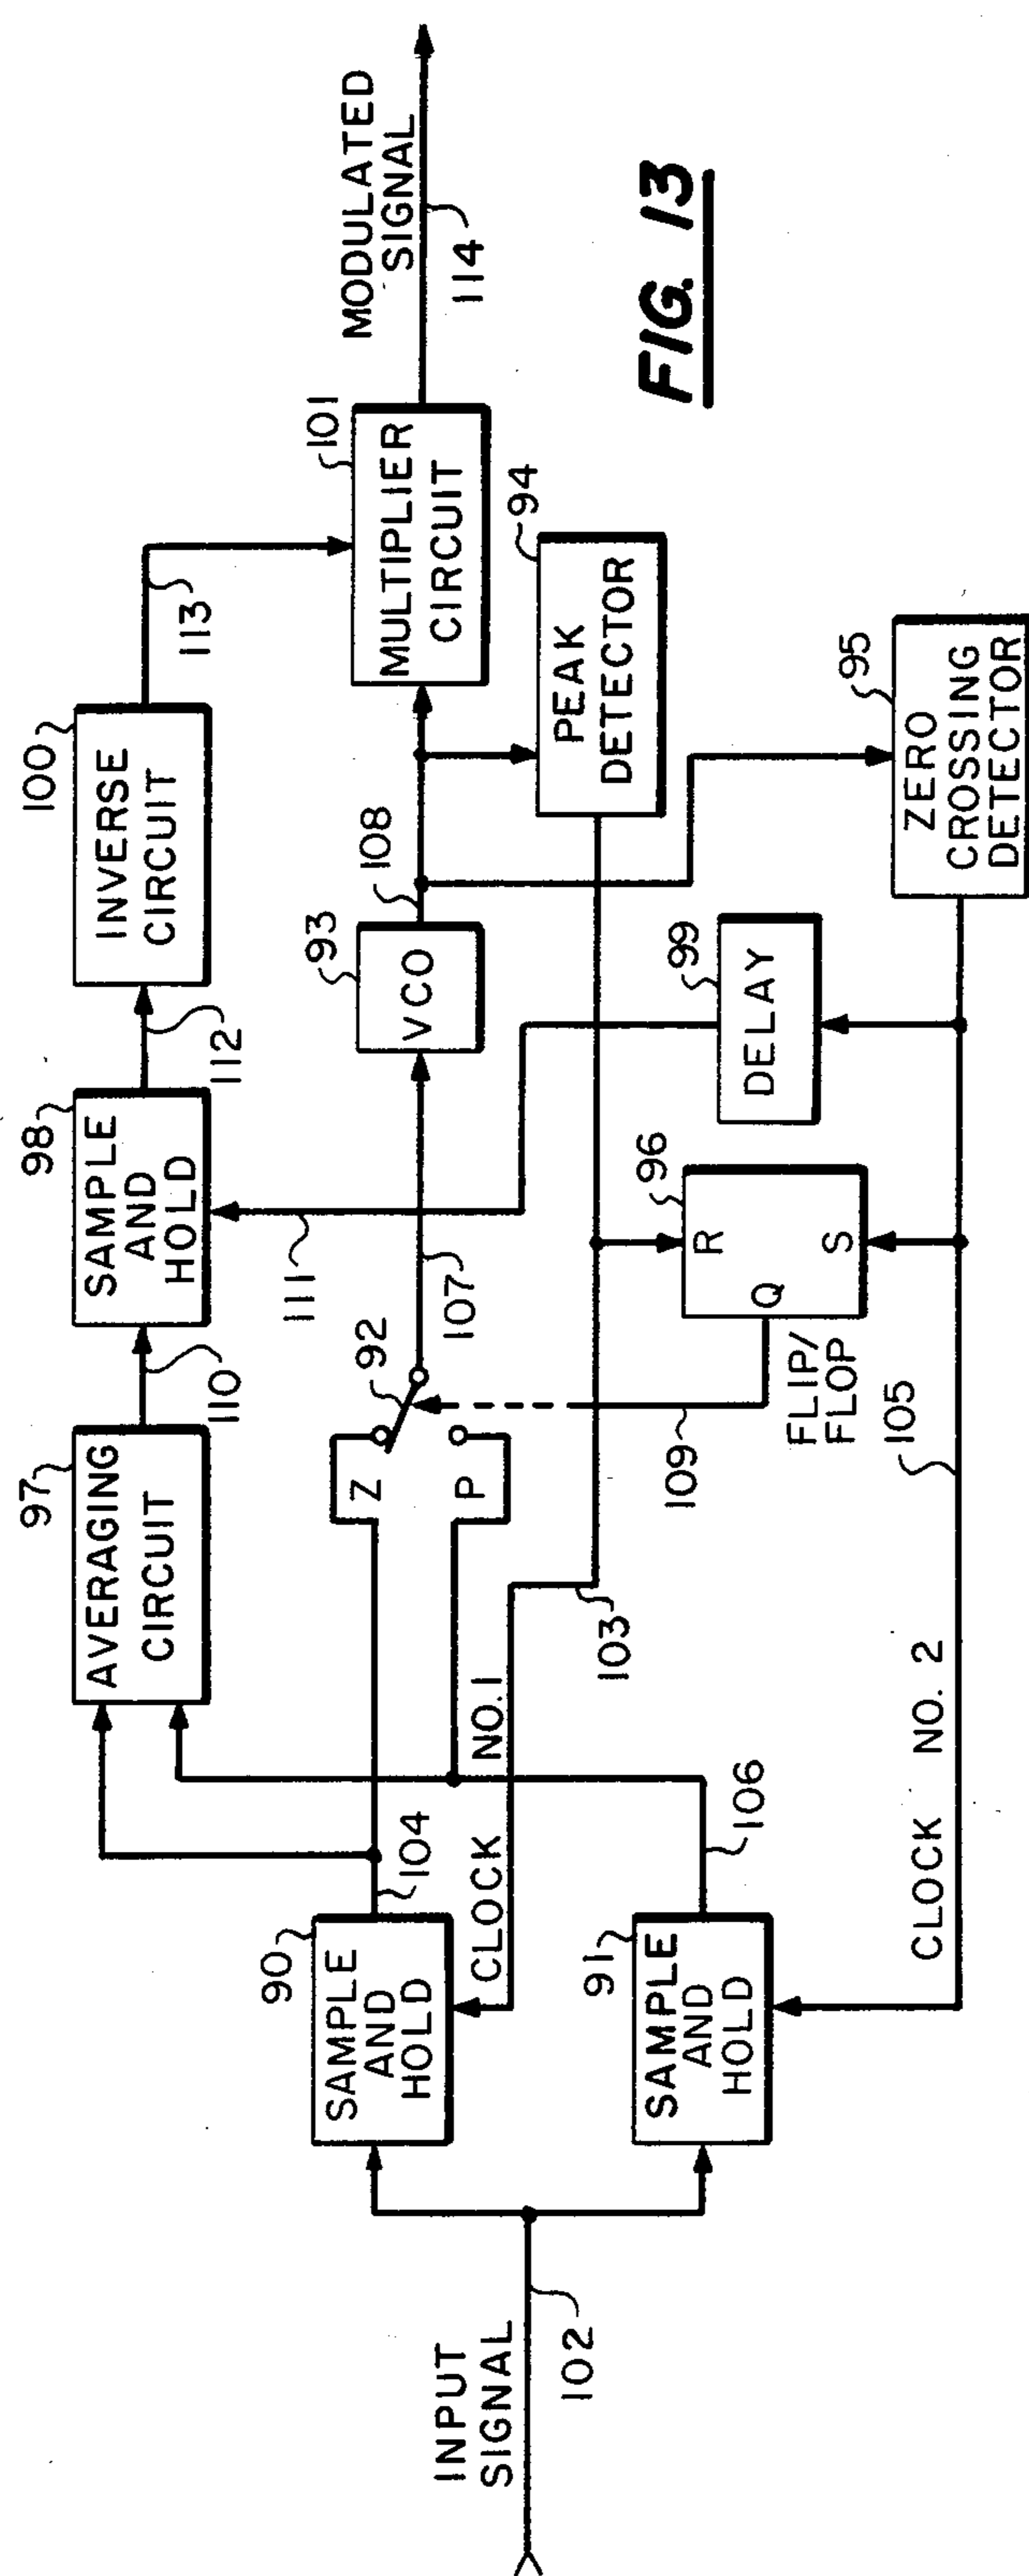 INPUT
SIGNAL
102
90
SAMPLE
AND
HOLD
104
CLOCK NO. 1
91
SAMPLE
AND
HOLD
106
CLOCK NO. 2
97
AVERAGING
CIRCUIT
110
Z
P
92
107
103
109
FLIP/
FLOP
105
98
SAMPLE
AND
HOLD
112
111
96
R
Q
S
99
DELAY
93
VCO
108
100
INVERSE
CIRCUIT
113
101
MULTIPLIER
CIRCUIT
94
PEAK
DETECTOR
95
ZERO
CROSSING
DETECTOR
MODULATED
SIGNAL
114
FIG. 13